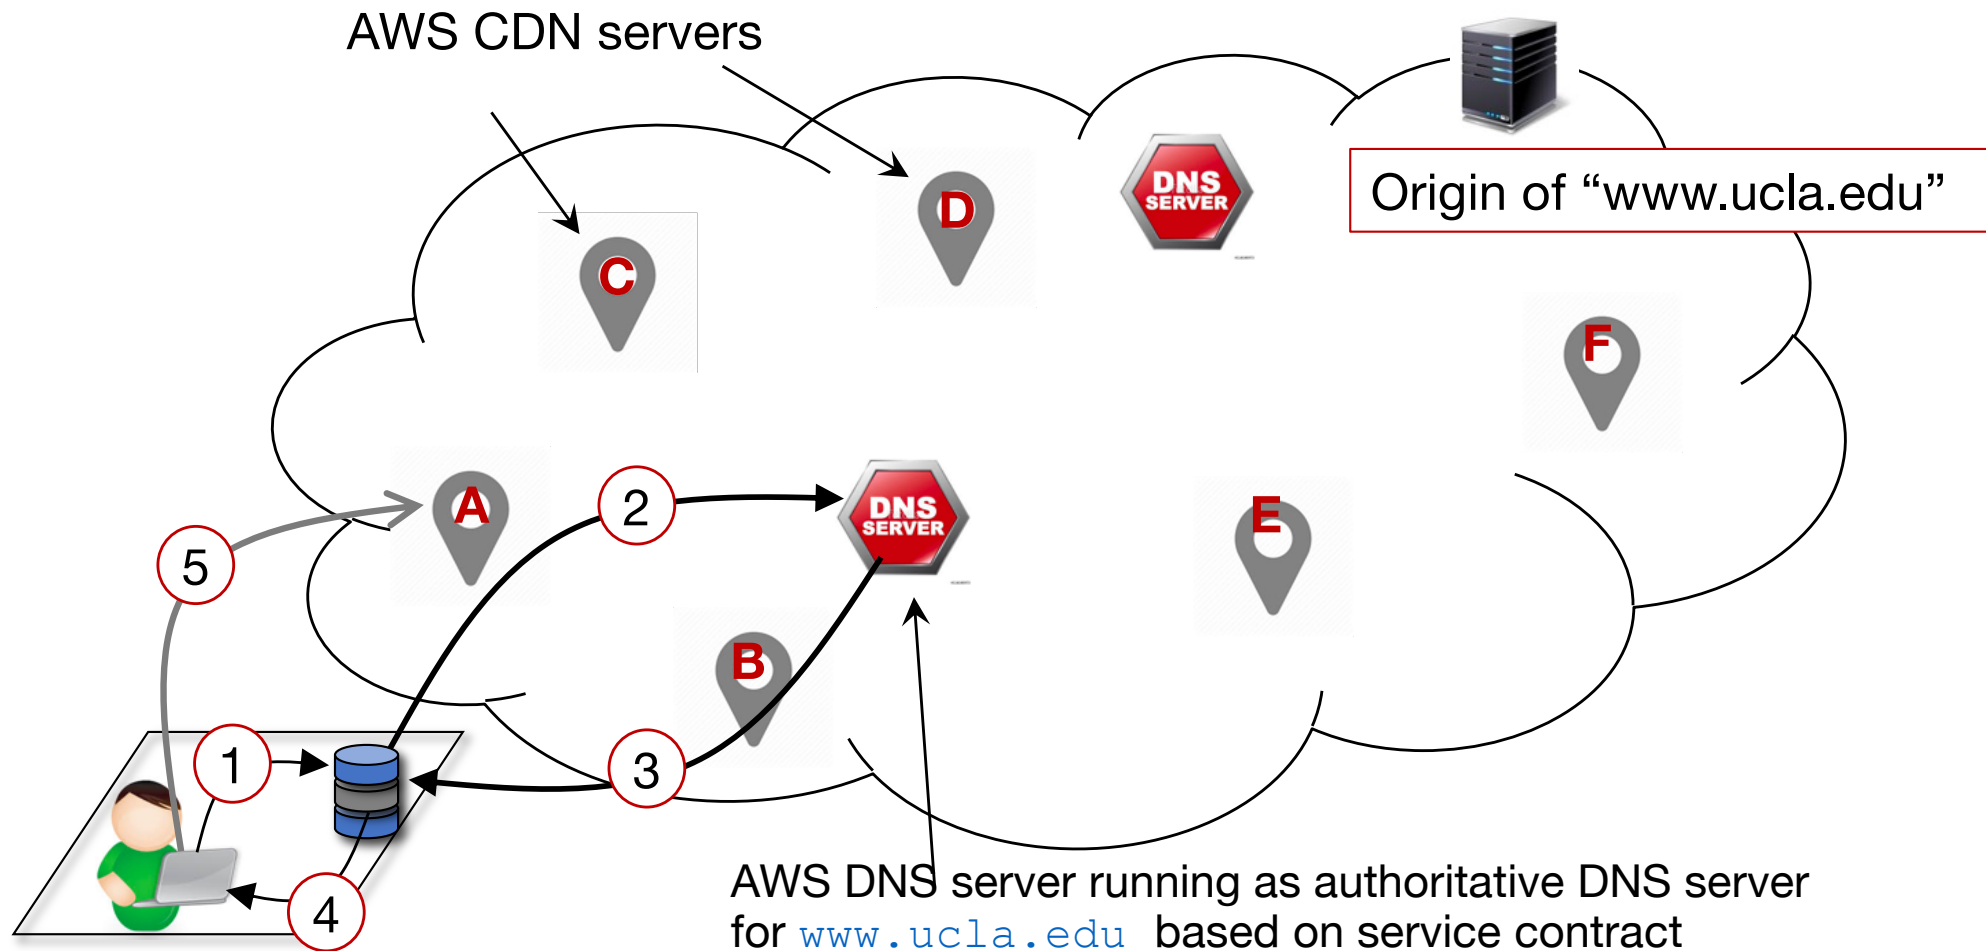 AWS CDN servers
DNS
SERVER
Origin of “www.ucla.edu”
D
C
F
A
2
DNS
SERVER
E
5
B
1
3
4
AWS DNS server running as authoritative DNS server
for www.ucla.edu based on service contract